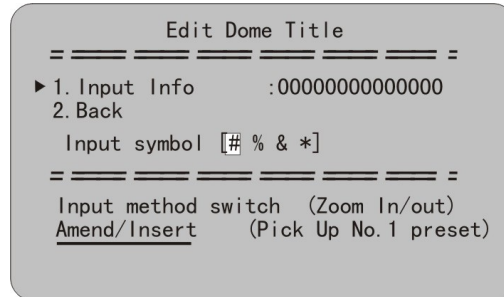 Edit Dome Title
▶ 1. Input Info :00000000000000
2. Back
Input symbol [# % & *]
Input method switch (Zoom In/out)
Amend/Insert (Pick Up No. 1 preset)